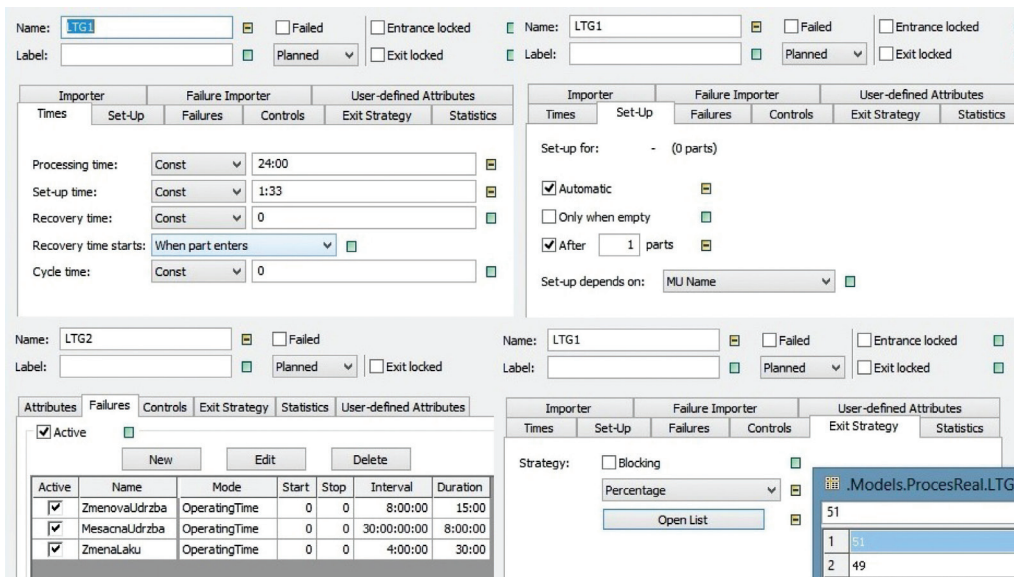 Name: LTG1 Failed Entrance locked
Label: Planned Exit locked
Importer Failure Importer User-defined Attributes
Times Set-Up Failures Controls Exit Strategy Statistics
Processing time: Const 24:00
Set-up time: Const 1:33
Recovery time: Const 0
Recovery time starts: When part enters
Cycle time: Const 0
Name: LTG1 Failed Entrance locked
Label: Planned Exit locked
Importer Failure Importer User-defined Attributes
Times Set-Up Failures Controls Exit Strategy Statistics
Set-up for: - (0 parts)
Automatic
Only when empty
After 1 parts
Set-up depends on: MU Name
Name: LTG2 Failed
Label: Planned Exit locked
Attributes Failures Controls Exit Strategy Statistics User-defined Attributes
Active
New Edit Delete
Active Name Mode Start Stop Interval Duration
ZmenovaUdrzba OperatingTime 0 0 8:00:00 15:00
MesacnaUdrzba OperatingTime 0 0 30:00:00:00 8:00:00
ZmenaLaku OperatingTime 0 0 4:00:00 30:00
Name: LTG1 Failed Entrance locked
Label: Planned Exit locked
Importer Failure Importer User-defined Attributes
Times Set-Up Failures Controls Exit Strategy Statistics
Strategy: Blocking
Percentage
Open List
.Models.ProcesReal.LTG
51
1 51
2 49